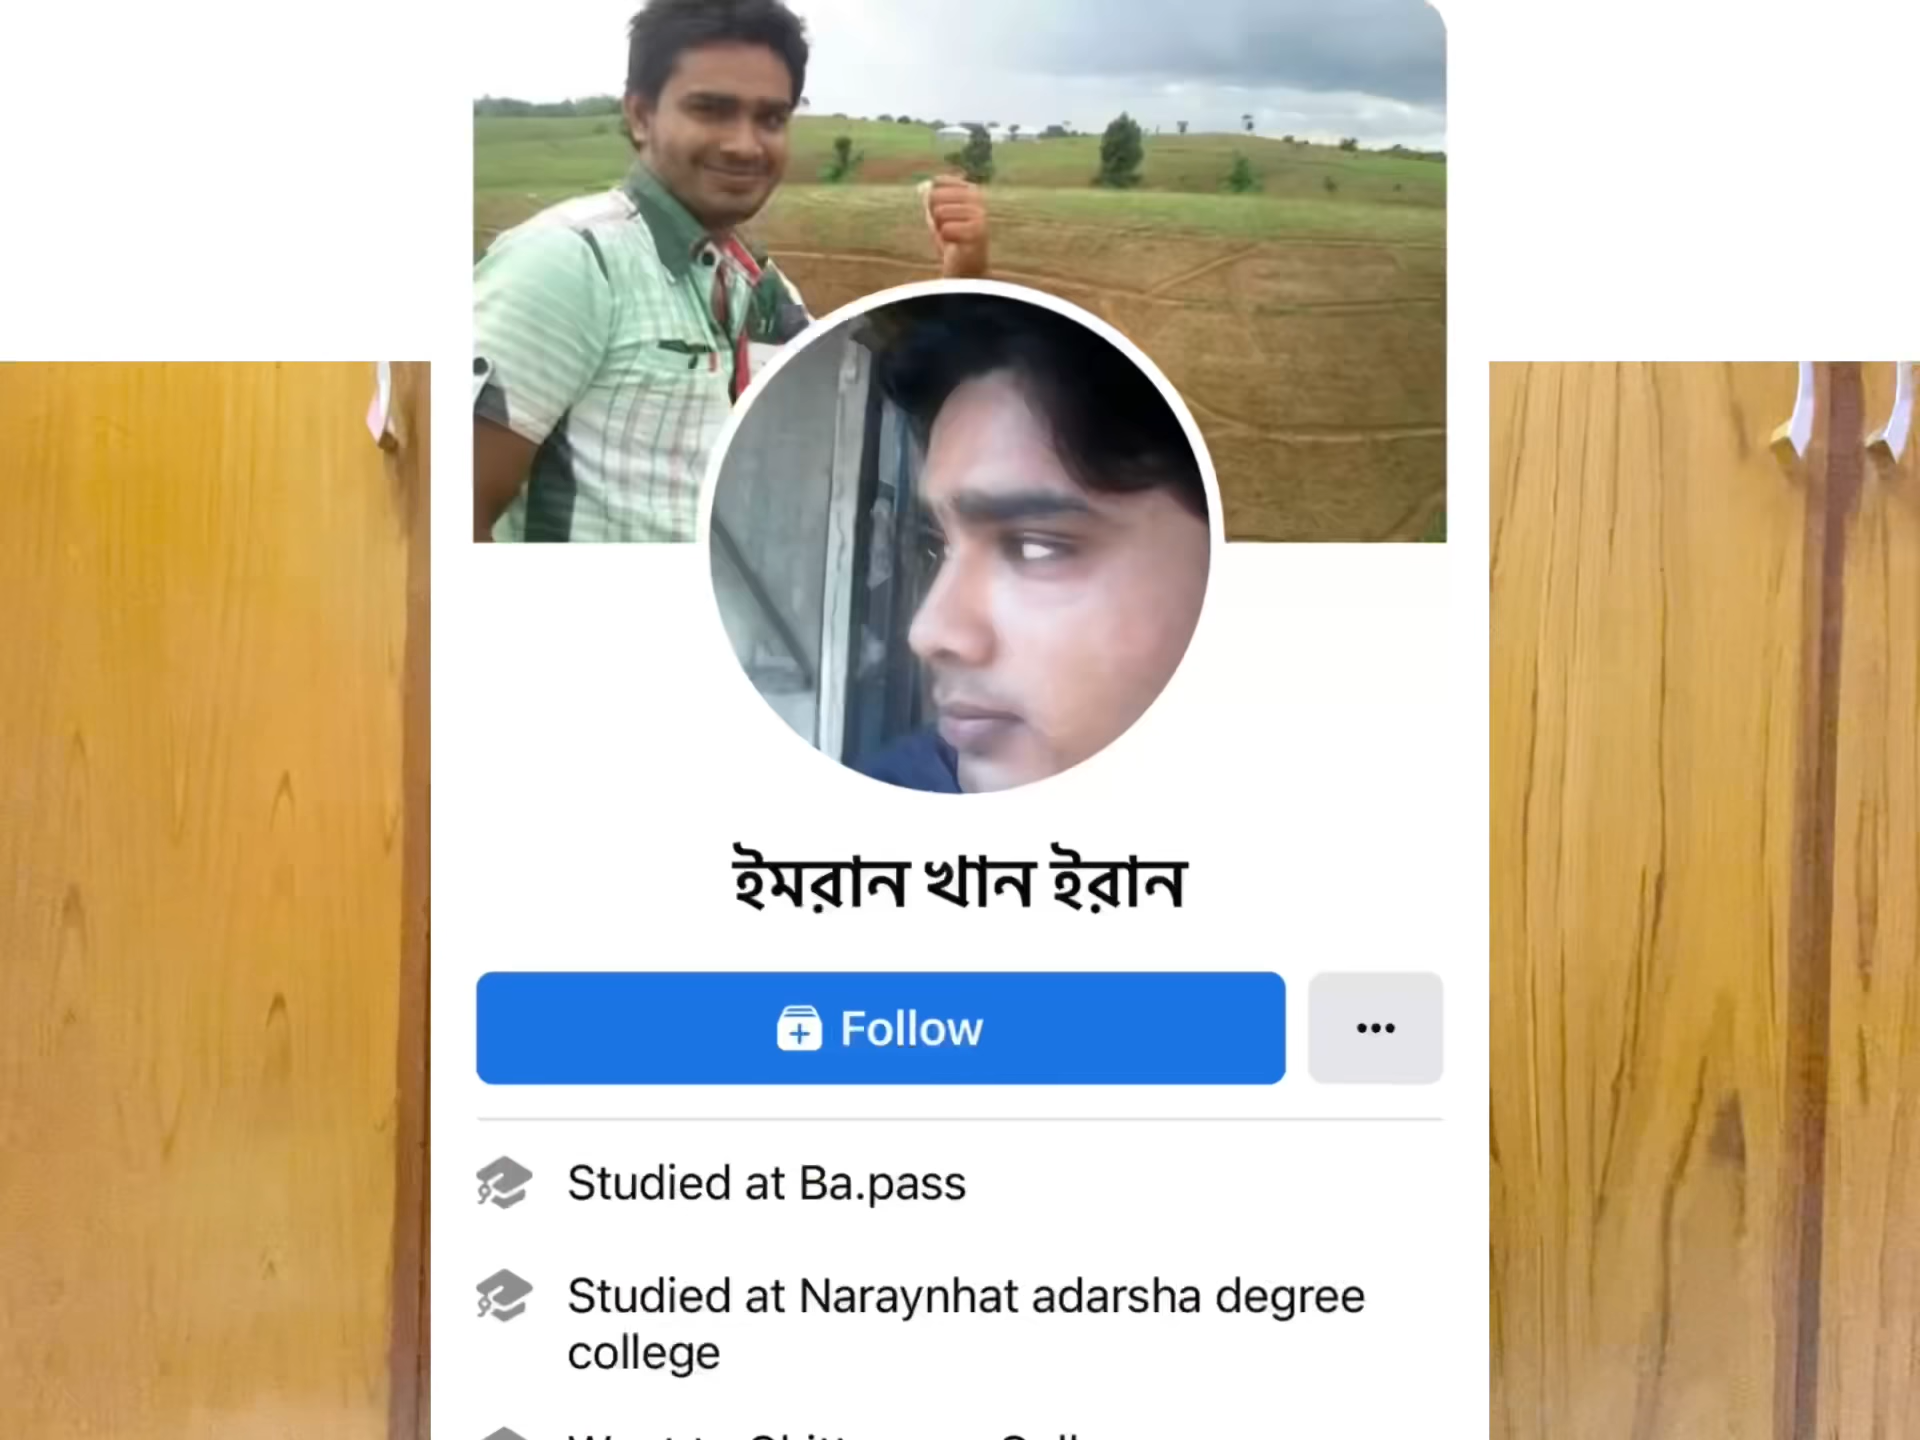 ইমরান খান ইরান
Follow
Studied at Ba.pass
Studied at Naraynhat adarsha degree
college